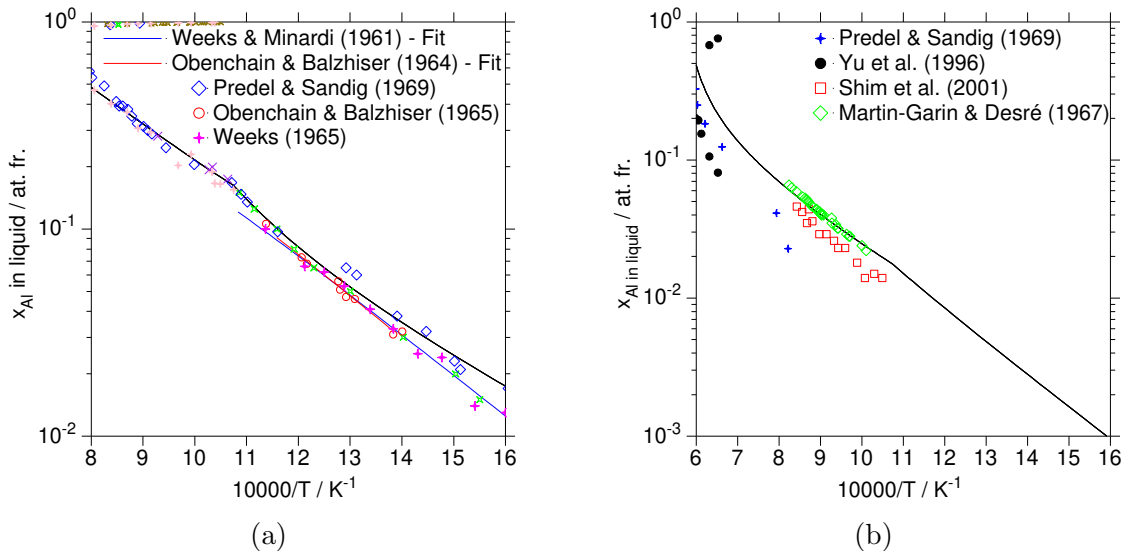 10⁰
Weeks & Minardi (1961) - Fit
Obenchain & Balzhiser (1964) - Fit
Predel & Sandig (1969)
Obenchain & Balzhiser (1965)
Weeks (1965)
10⁻¹
10⁻²
x_Al in liquid / at. fr.
8 9 10 11 12 13 14 15 16
10000/T / K⁻¹
(a)
10⁰
Predel & Sandig (1969)
Yu et al. (1996)
Shim et al. (2001)
Martin-Garin & Desré (1967)
10⁻¹
10⁻²
10⁻³
x_Al in liquid / at. fr.
6 7 8 9 10 11 12 13 14 15 16
10000/T / K⁻¹
(b)